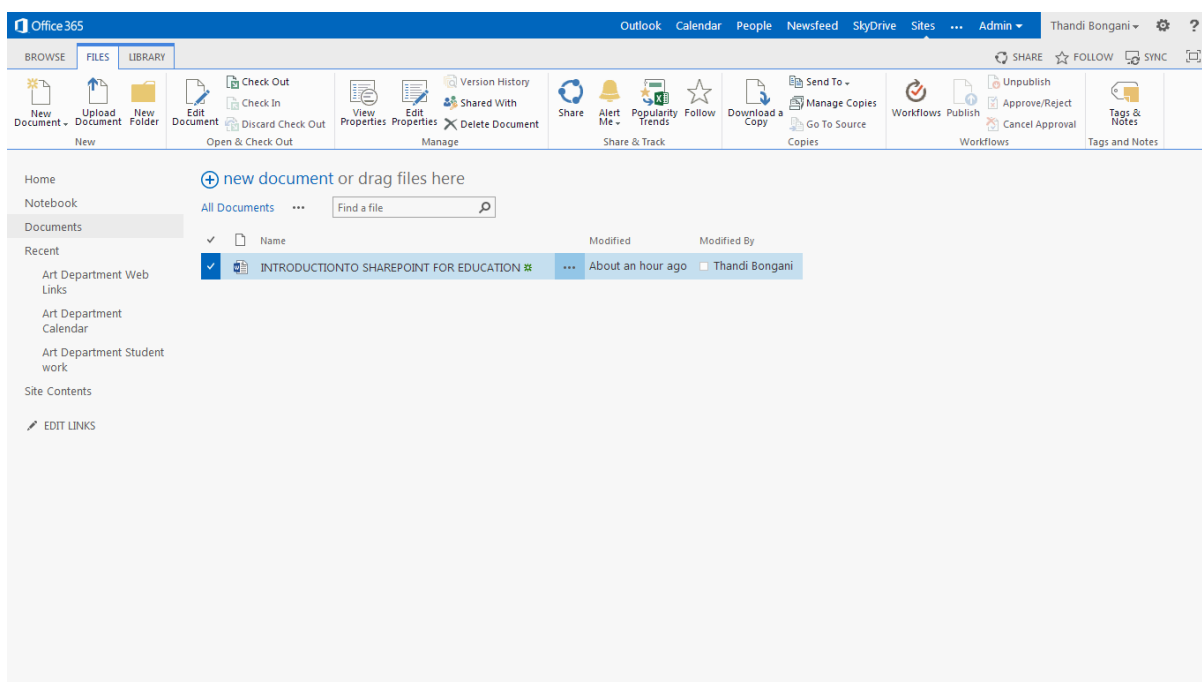 Office 365 Outlook Calendar People Newsfeed SkyDrive Sites ... Admin Thandi Bongani ?
BROWSE FILES LIBRARY SHARE FOLLOW SYNC
New Document
Upload Document
New Folder
New
Edit Document
Check Out
Check In
Discard Check Out
Open & Check Out
View Properties
Edit Properties
Version History
Shared With
Delete Document
Manage
Share
Alert Me
Popularity Trends
Follow
Share & Track
Download a Copy
Send To
Manage Copies
Go To Source
Copies
Workflows
Publish
Unpublish
Approve/Reject
Cancel Approval
Workflows
Tags & Notes
Tags and Notes
Home
Notebook
Documents
Recent
Art Department Web
Links
Art Department
Calendar
Art Department Student
work
Site Contents
EDIT LINKS
new document or drag files here
All Documents ... Find a file
Name Modified Modified By
INTRODUCTIONTO SHAREPOINT FOR EDUCATION ... About an hour ago Thandi Bongani